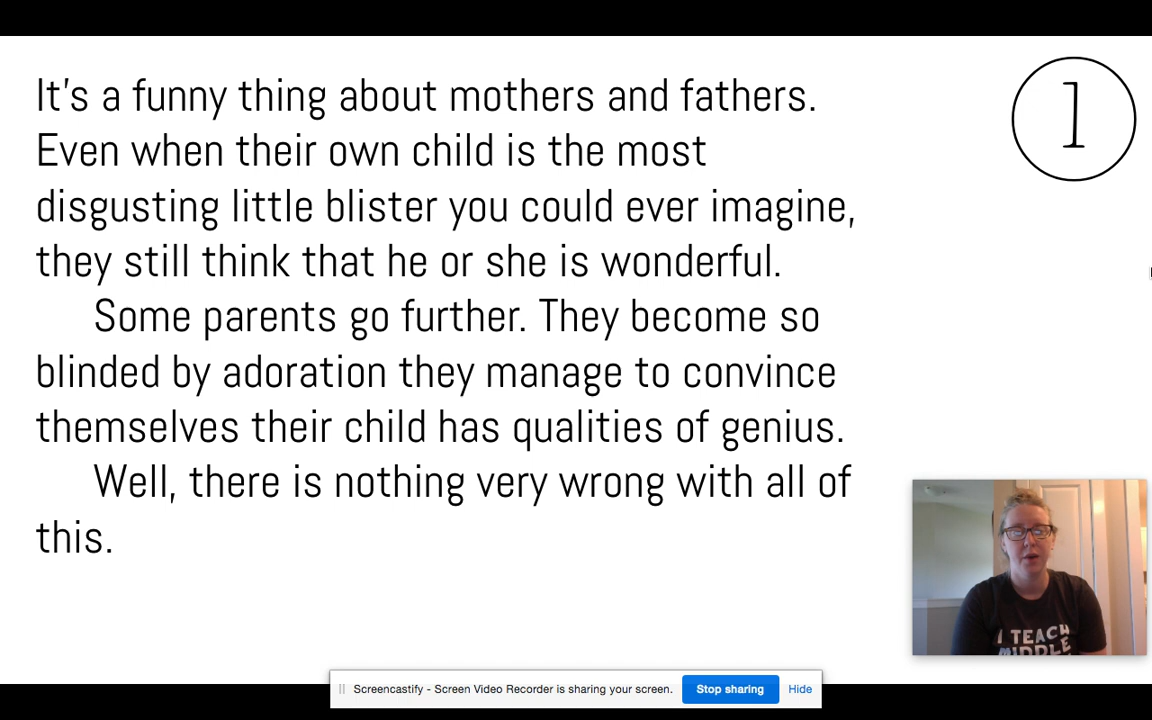 It's a funny thing about mothers and fathers.
Even when their own child is the most
disgusting little blister you could ever imagine,
they still think that he or she is wonderful.
Some parents go further. They become so
blinded by adoration they manage to convince
themselves their child has qualities of genius.
Well, there is nothing very wrong with all of
this.
1
I TEACH
MIDDLE
Screencastify - Screen Video Recorder is sharing your screen.
Stop sharing
Hide